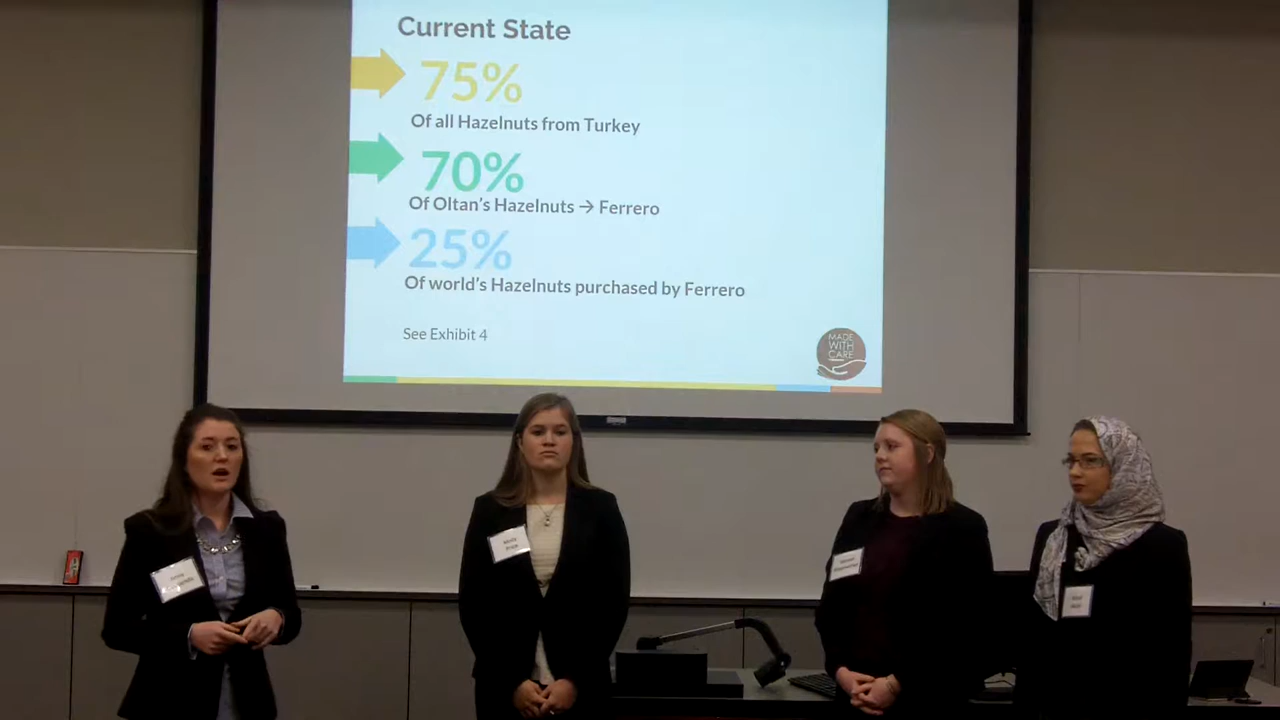 Current State
75%
Of all Hazelnuts from Turkey
70%
Of Oltan's Hazelnuts → Ferrero
25%
Of world's Hazelnuts purchased by Ferrero
See Exhibit 4
MADE
WITH
CARE